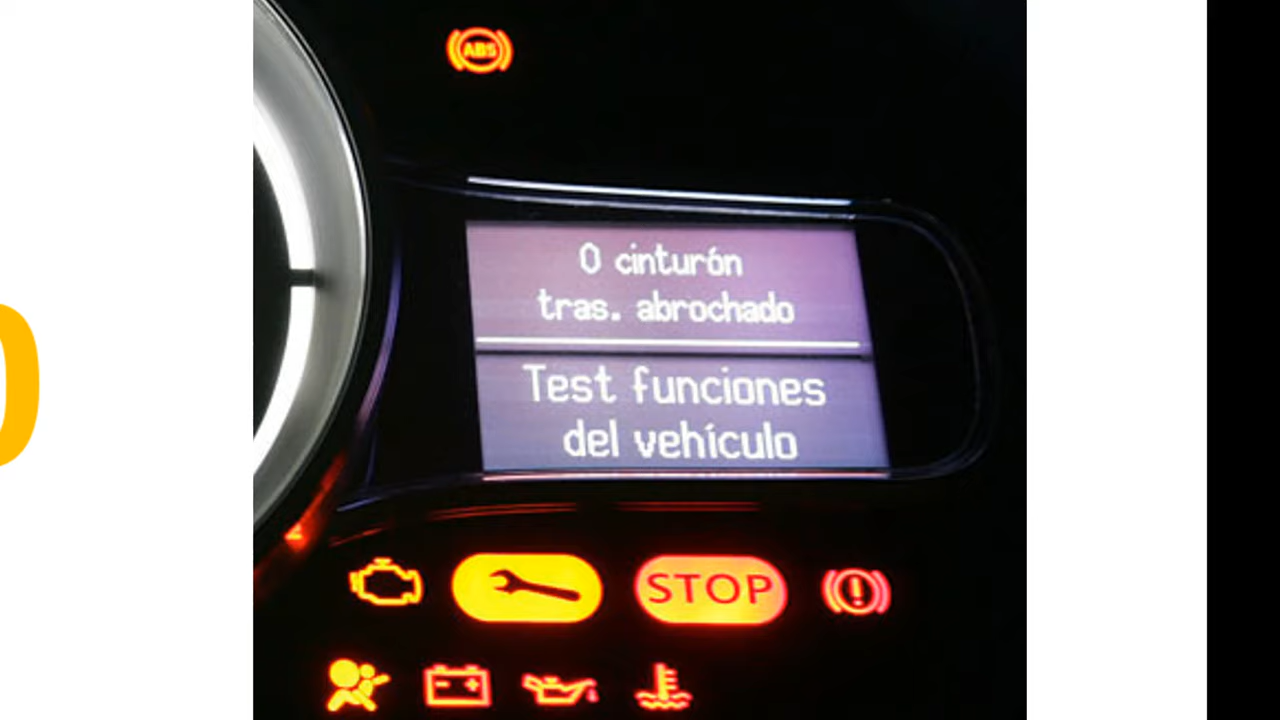 ABS
0 cinturón
tras. abrochado
Test funciones
del vehículo
STOP